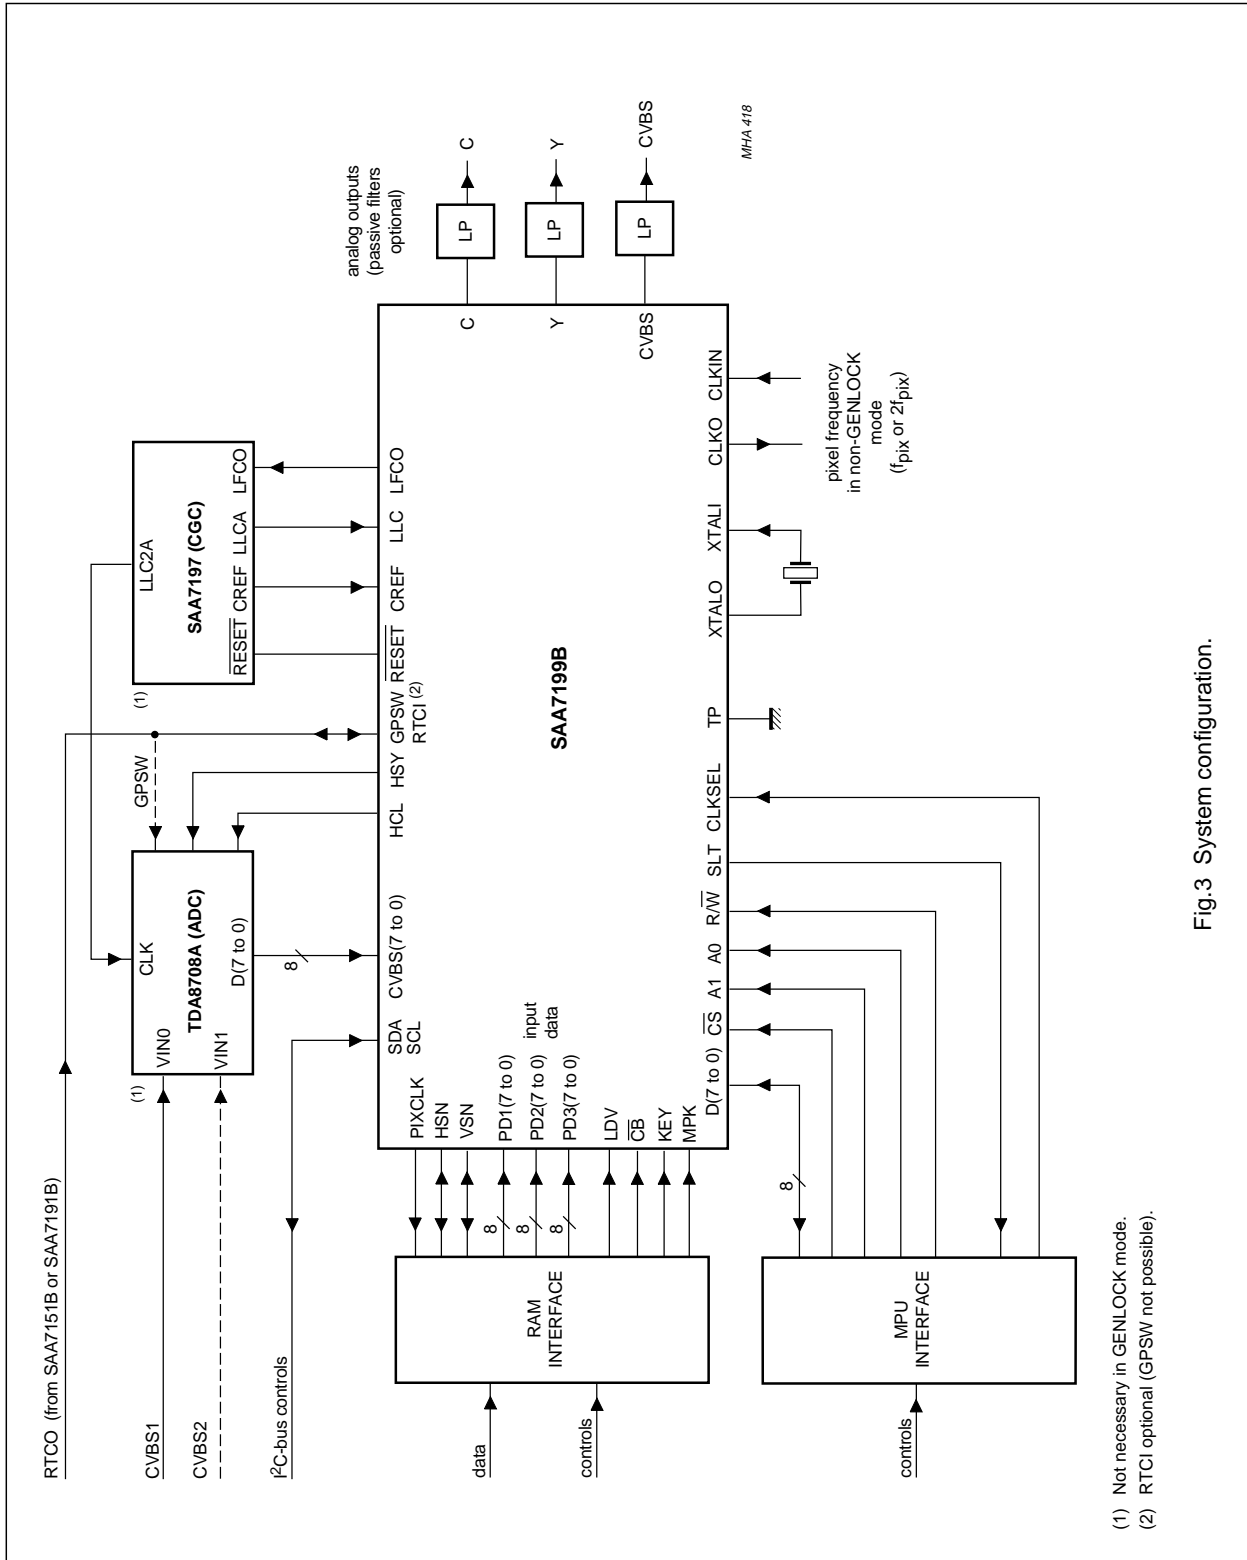 RTCO (from SAA7151B or SAA7191B)
CVBS1
CVBS2
I2C-bus controls
data
controls
controls
(1)
VIN0
VIN1
CLK
TDA8708A (ADC)
D(7 to 0)
GPSW
8
(1)
LLC2A
SAA7197 (CGC)
RESET
CREF
LLCA
LFCO
SDA
SCL
CVBS(7 to 0)
HCL
HSY
GPSW
RTCI (2)
RESET
CREF
LLC
LFCO
SAA7199B
PIXCLK
HSN
VSN
PD1(7 to 0)
PD2(7 to 0)
PD3(7 to 0)
input
data
LDV
CB
KEY
MPK
8
8
8
RAM
INTERFACE
D(7 to 0)
CS
A1
A0
R/W
SLT
CLKSEL
TP
XTALO
XTALI
CLKO
CLKIN
8
MPU
INTERFACE
pixel frequency
in non-GENLOCK
mode
(fpix or 2fpix)
analog outputs
(passive filters
optional)
C
LP
C
Y
LP
Y
CVBS
LP
CVBS
MHA 418
(1) Not necessary in GENLOCK mode.
(2) RTCI optional (GPSW not possible).
Fig.3 System configuration.